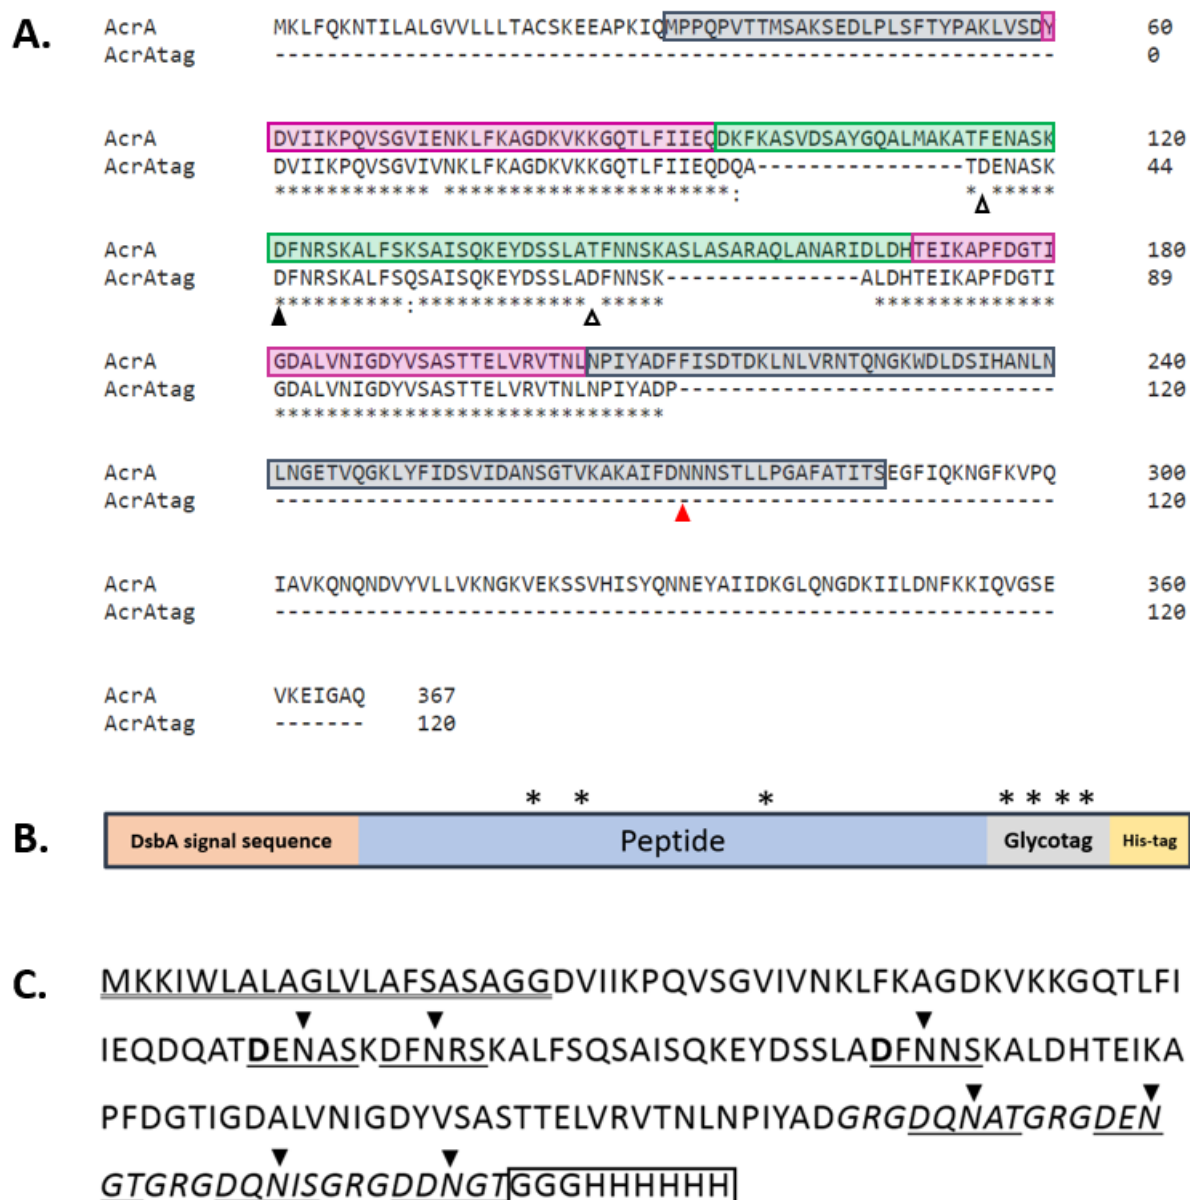 A.
AcrA MKLFQKNTILALGVVLLLTACSKEEAPKIQMPPQPVTTMSAKSEDLPLSFTYPAKLVSDY 60
AcrAtag ------------------------------------------------------------ 0
AcrA DVIIKPQVSGVIENKLFKAGDKVKKGQTLFIIEQDKFKASVDSAYGQALMAKATFENASK 120
AcrAtag DVIIKPQVSGVIVNKLFKAGDKVKKGQTLFIIEQDQA----------------TDENASK 44
************ **********************: * *****
AcrA DFNRSKALFSKSAISQKEYDSSLATFNNSKASLASARAQLANARIDLDHTEIKAPFDGTI 180
AcrAtag DFNRSKALFSQSAISQKEYDSSLADFNNSK---------------ALDHTEIKAPFDGTI 89
**********:************* ***** **************
AcrA GDALVNIGDYVSASTTELVRVTNLNPIYADFFISDTDKLNLVRNTQNGKWDLDSIHANLN 240
AcrAtag GDALVNIGDYVSASTTELVRVTNLNPIYADP----------------------------- 120
******************************
AcrA LNGETVQGKLYFIDSVIDANSGTVKAKAIFDNNNSTLLPGAFATITSEGFIQKNGFKVPQ 300
AcrAtag ------------------------------------------------------------ 120
AcrA IAVKQNQNDVYVLLVKNGKVEKSSVHISYQNNEYAIIDKGLQNGDKIILDNFKKIQVGSE 360
AcrAtag ------------------------------------------------------------ 120
AcrA VKEIGAQ 367
AcrAtag ------- 120
* * * * * * *
B. DsbA signal sequence Peptide Glycotag His-tag
C. MKKIWLALAGLVLAFSASAGGDVIIKPQVSGVIVNKLFKAGDKVKKGQTLFI
IEQDQATDENASKDFNRSKALFSQSAISQKEYDSSLADFNNSKALDHTEIKA
PFDGTIGDALVNIGDYVSASTTELVRVTNLNPIYADGRGDQNATGRGDEN
GTGRGDQNISGRGDDNGTGGGHHHHHH